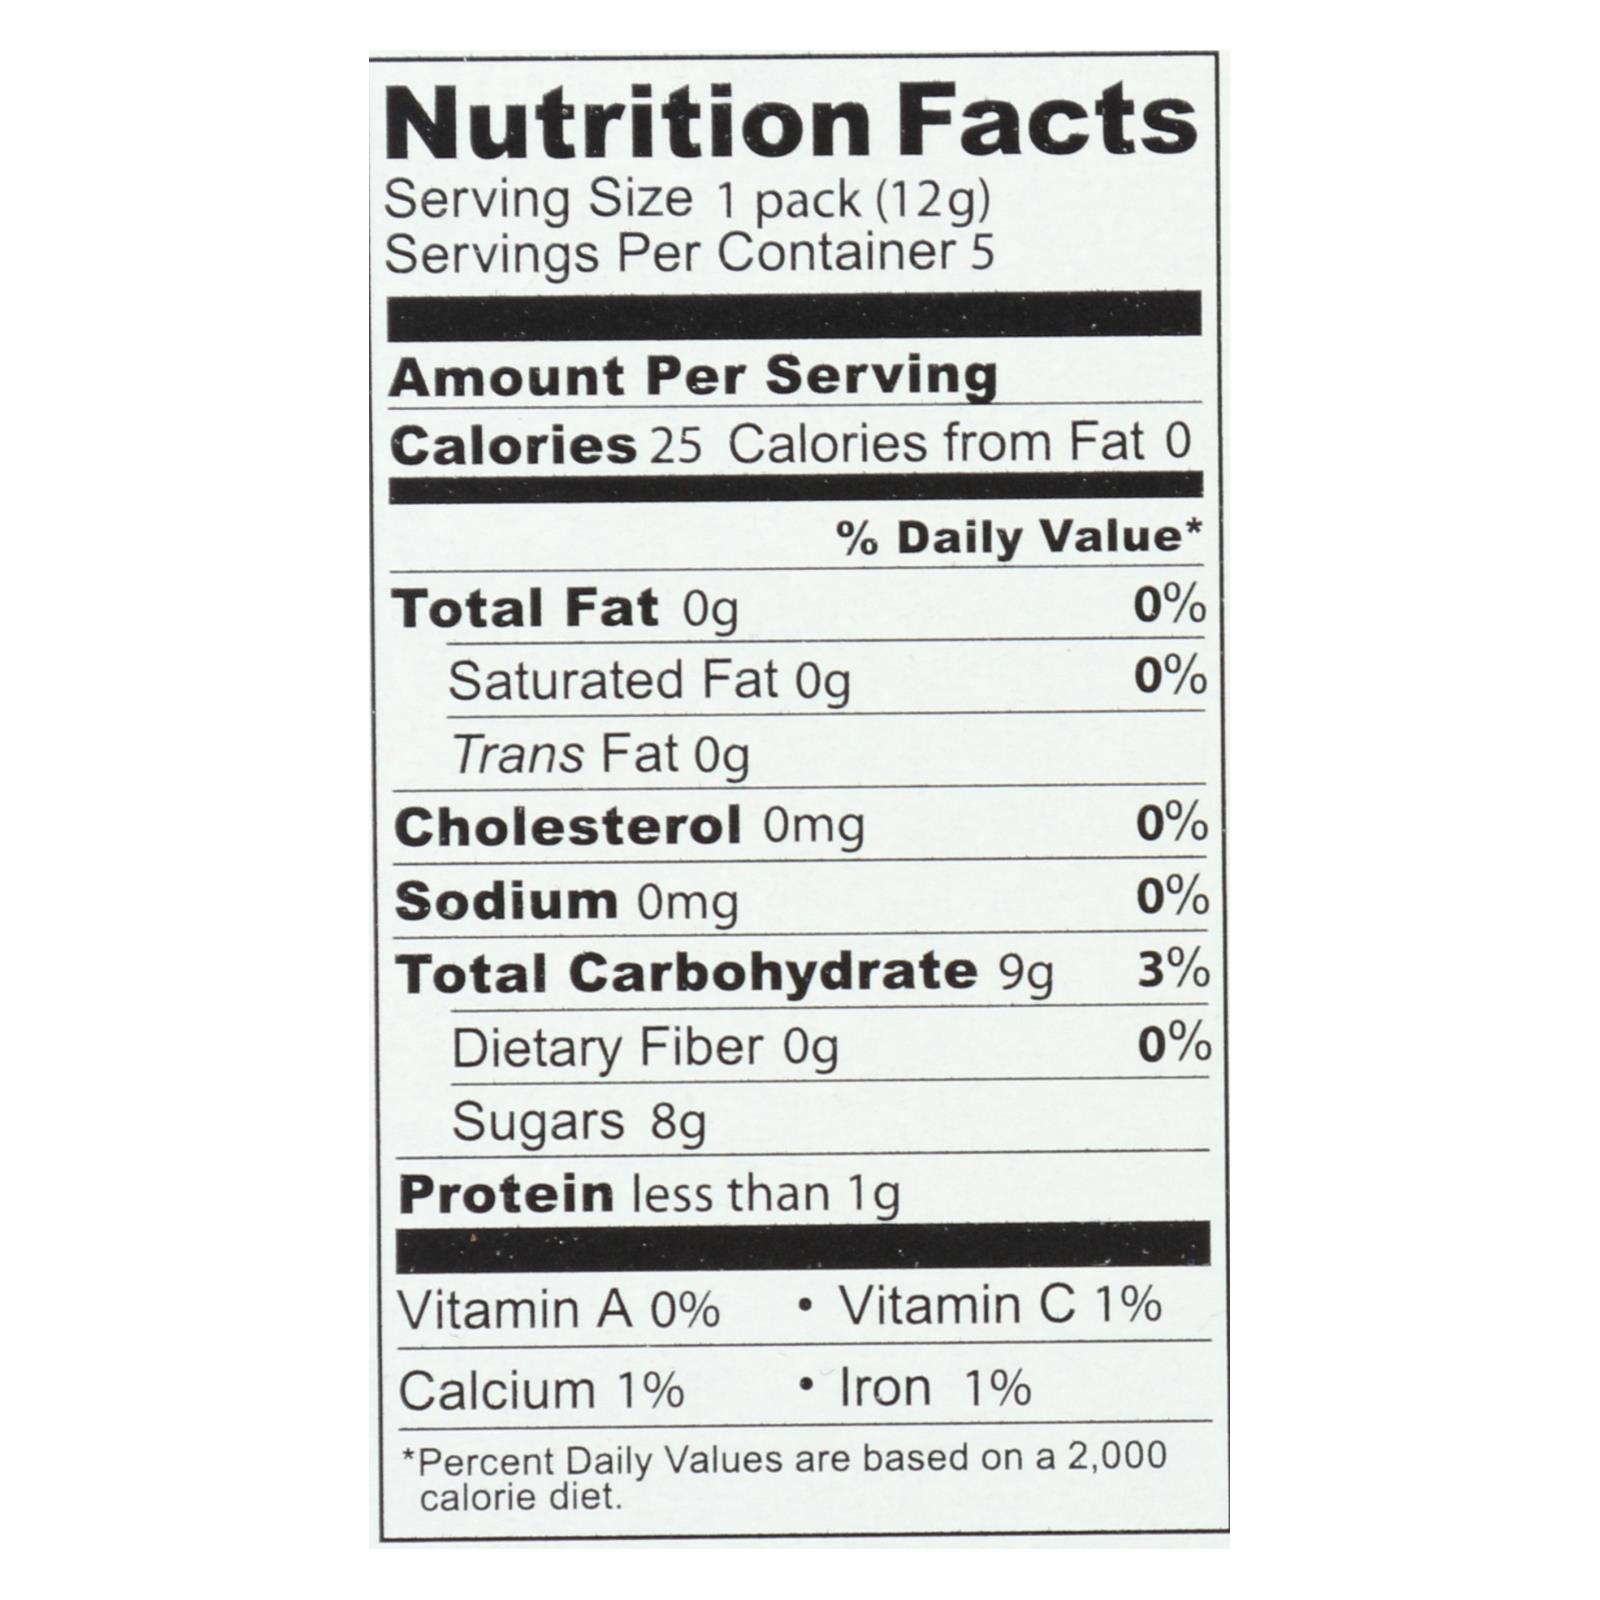 Nutrition Facts
Serving Size 1 pack (12g)
Servings Per Container 5
Amount Per Serving
Calories 25 Calories from Fat 0
% Daily Value*
Total Fat 0g 0%
Saturated Fat 0g 0%
Trans Fat 0g
Cholesterol 0mg 0%
Sodium 0mg 0%
Total Carbohydrate 9g 3%
Dietary Fiber 0g 0%
Sugars 8g
Protein less than 1g
Vitamin A 0% • Vitamin C 1%
Calcium 1% • Iron 1%
*Percent Daily Values are based on a 2,000
calorie diet.